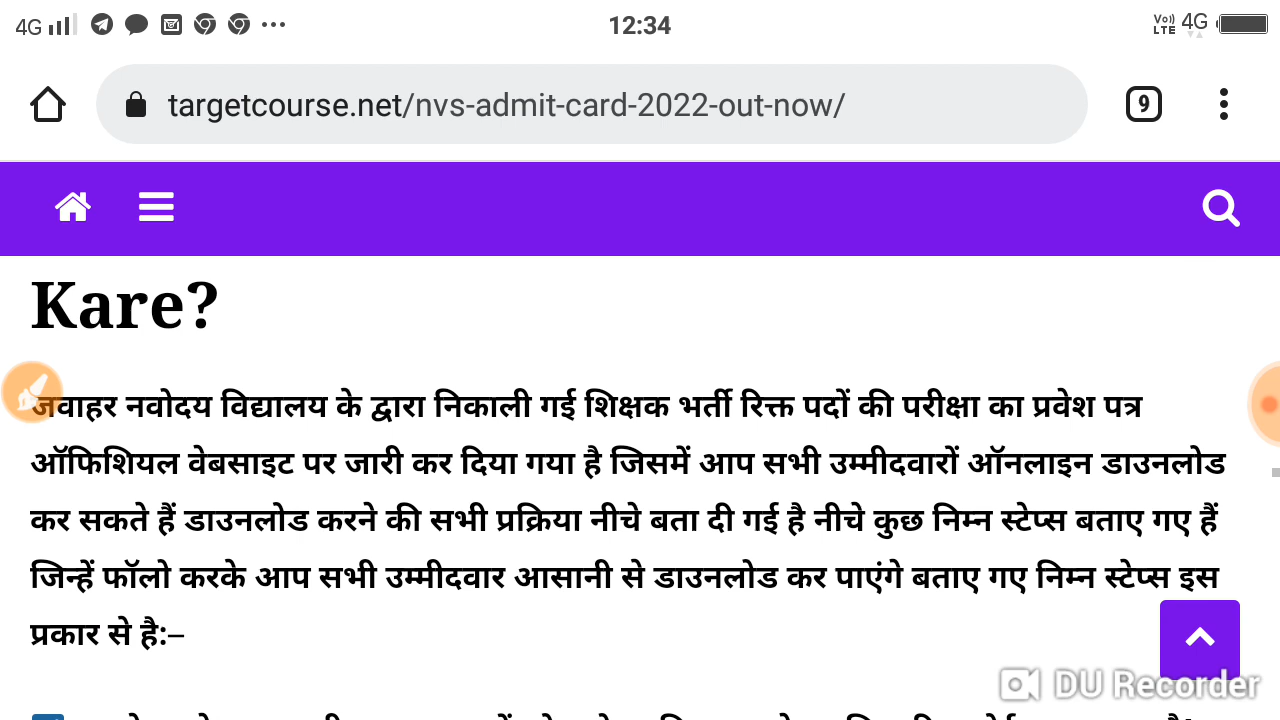 4G 12:34 Vo)) LTE 4G
targetcourse.net/nvs-admit-card-2022-out-now/ 9
Kare?
जवाहर नवोदय विद्यालय के द्वारा निकाली गई शिक्षक भर्ती रिक्त पदों की परीक्षा का प्रवेश पत्र
ऑफिशियल वेबसाइट पर जारी कर दिया गया है जिसमें आप सभी उम्मीदवारों ऑनलाइन डाउनलोड
कर सकते हैं डाउनलोड करने की सभी प्रक्रिया नीचे बता दी गई है नीचे कुछ निम्न स्टेप्स बताए गए हैं
जिन्हें फॉलो करके आप सभी उम्मीदवार आसानी से डाउनलोड कर पाएंगे बताए गए निम्न स्टेप्स इस
प्रकार से है:–
DU Recorder